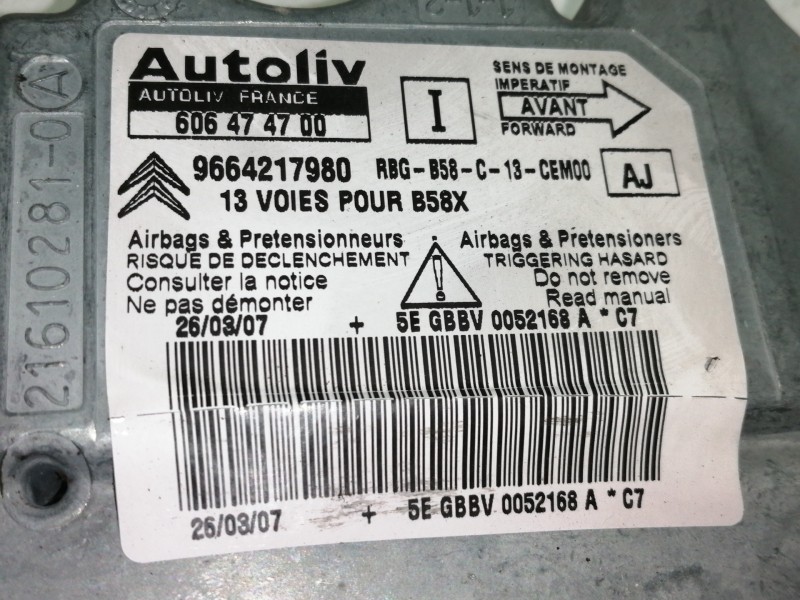 Autoliv
AUTOLIV FRANCE
606 47 47 00
I
SENS DE MONTAGE
IMPERATIF
AVANT
FORWARD
9664217980 RBG-B58-C-13-CEM00
AJ
13 VOIES POUR B58X
Airbags & Pretensionneurs
RISQUE DE DECLENCHEMENT
Consulter la notice
Ne pas démonter
!
Airbags & Pretensioners
TRIGGERING HASARD
Do not remove
Read manual
26/03/07 + 5E GBBV 0052168 A * C7
26/03/07 + 5E GBBV 0052168 A * C7
21610281-0 A